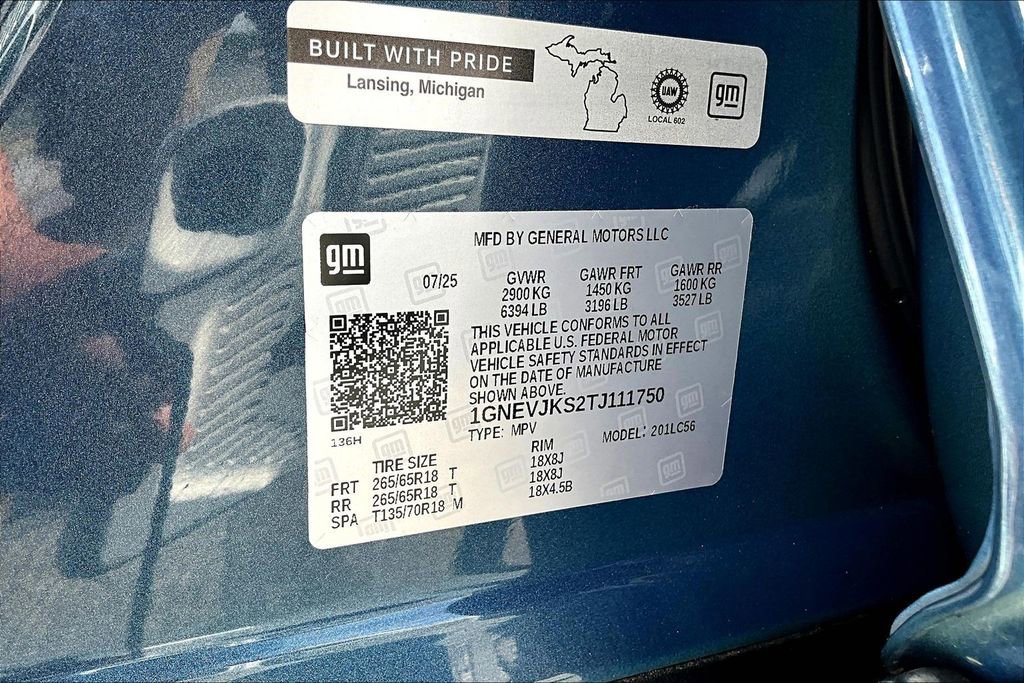 BUILT WITH PRIDE
Lansing, Michigan
UAW
LOCAL 602
gm
gm
MFD BY GENERAL MOTORS LLC
07/25 GVWR GAWR FRT GAWR RR
2900 KG 1450 KG 1600 KG
6394 LB 3196 LB 3527 LB
THIS VEHICLE CONFORMS TO ALL
APPLICABLE U.S. FEDERAL MOTOR
VEHICLE SAFETY STANDARDS IN EFFECT
ON THE DATE OF MANUFACTURE
SHOWN ABOVE.
1GNEVJKS2TJ111750
TYPE: MPV MODEL: 201LC56
136H
TIRE SIZE RIM
FRT 265/65R18 T 18X8J
RR 265/65R18 T 18X8J
SPA T135/70R18 M 18X4.5B